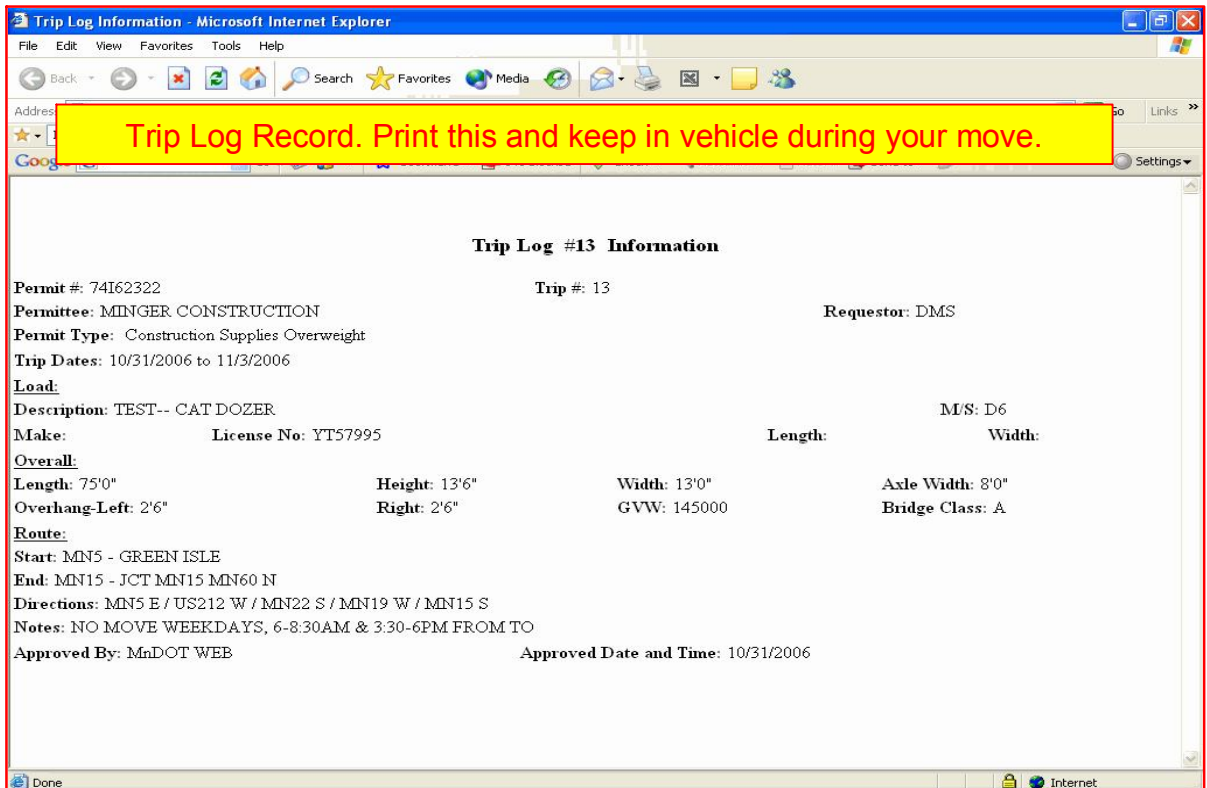 Trip Log Information - Microsoft Internet Explorer
File Edit View Favorites Tools Help
Back Search Favorites Media
Go Links »
Trip Log Record. Print this and keep in vehicle during your move.
Settings
Trip Log #13 Information
Permit #: 74I62322 Trip #: 13
Permittee: MINGER CONSTRUCTION Requestor: DMS
Permit Type: Construction Supplies Overweight
Trip Dates: 10/31/2006 to 11/3/2006
Load:
Description: TEST-- CAT DOZER M/S: D6
Make: License No: YT57995 Length: Width:
Overall:
Length: 75'0" Height: 13'6" Width: 13'0" Axle Width: 8'0"
Overhang-Left: 2'6" Right: 2'6" GVW: 145000 Bridge Class: A
Route:
Start: MN5 - GREEN ISLE
End: MN15 - JCT MN15 MN60 N
Directions: MN5 E / US212 W / MN22 S / MN19 W / MN15 S
Notes: NO MOVE WEEKDAYS, 6-8:30AM & 3:30-6PM FROM TO
Approved By: MnDOT WEB Approved Date and Time: 10/31/2006
Done Internet